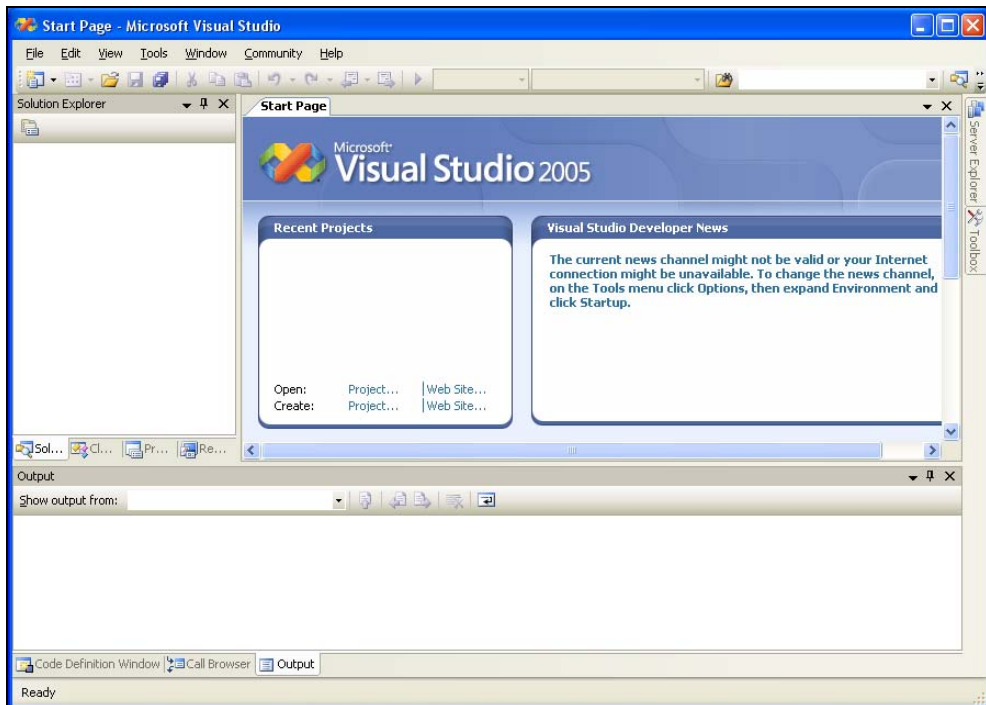 Start Page - Microsoft Visual Studio
File Edit View Tools Window Community Help
Solution Explorer
Start Page
Microsoft
Visual Studio 2005
Recent Projects
Visual Studio Developer News
The current news channel might not be valid or your Internet
connection might be unavailable. To change the news channel,
on the Tools menu click Options, then expand Environment and
click Startup.
Open: Project... Web Site...
Create: Project... Web Site...
Server Explorer
Toolbox
Sol... Cl... Pr... Re...
Output
Show output from:
Code Definition Window Call Browser Output
Ready